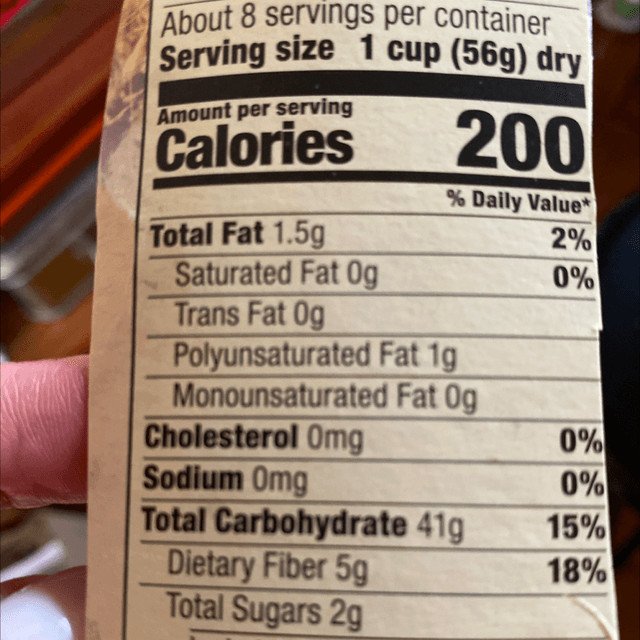 About 8 servings per container
Serving size 1 cup (56g) dry
Amount per serving
Calories 200
% Daily Value*
Total Fat 1.5g 2%
Saturated Fat 0g 0%
Trans Fat 0g
Polyunsaturated Fat 1g
Monounsaturated Fat 0g
Cholesterol 0mg 0%
Sodium 0mg 0%
Total Carbohydrate 41g 15%
Dietary Fiber 5g 18%
Total Sugars 2g